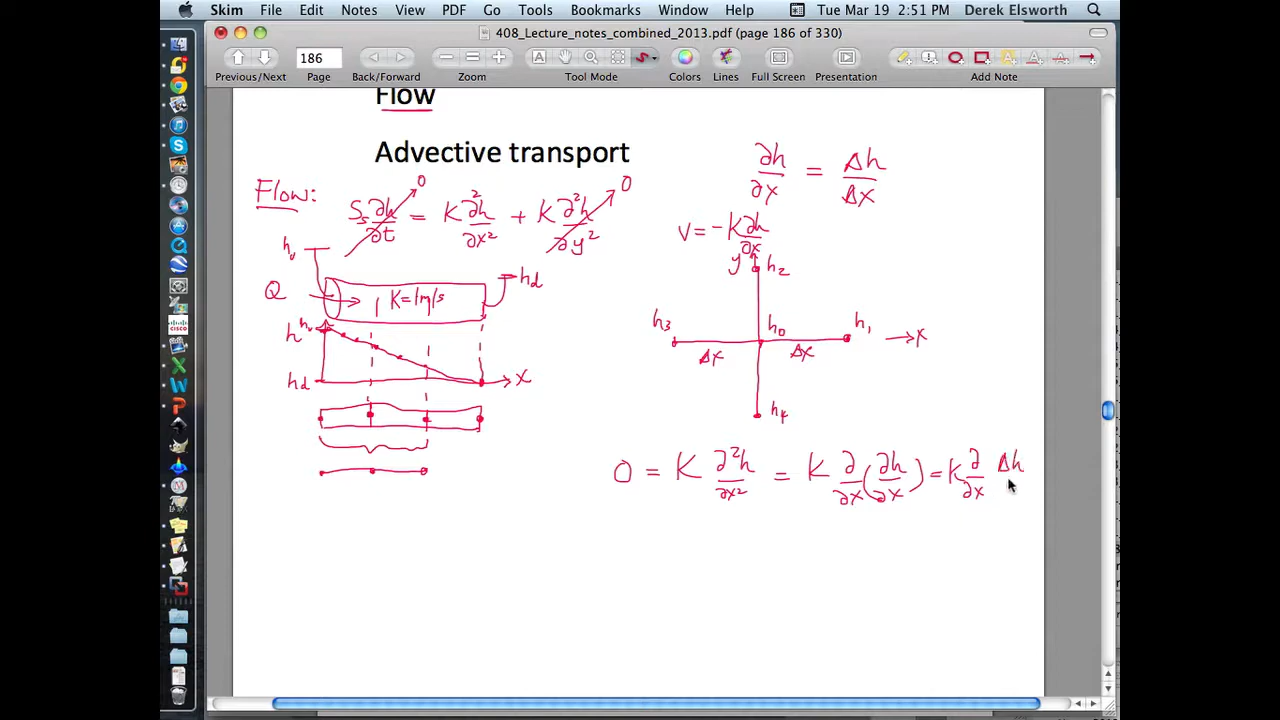 Skim File Edit Notes View PDF Go Tools Bookmarks Window Help Tue Mar 19 2:51 PM Derek Elsworth
408_Lecture_notes_combined_2013.pdf (page 186 of 330)
186
Previous/Next Page Back/Forward Zoom Tool Mode Colors Lines Full Screen Presentation Add Note
Flow
Advective transport
∂h/∂x = Δh/Δx
Flow: Ss ∂h/∂t 0 = K ∂²h/∂x² + K ∂²h/∂y² 0
v = -K ∂h/∂x
y h2
hd
Q K=1m/s
h3 h0 h1
Δx Δx → x
h
hd x
h4
0 = K ∂²h/∂x² = K ∂/∂x (∂h/∂x) = K ∂/∂x Δh